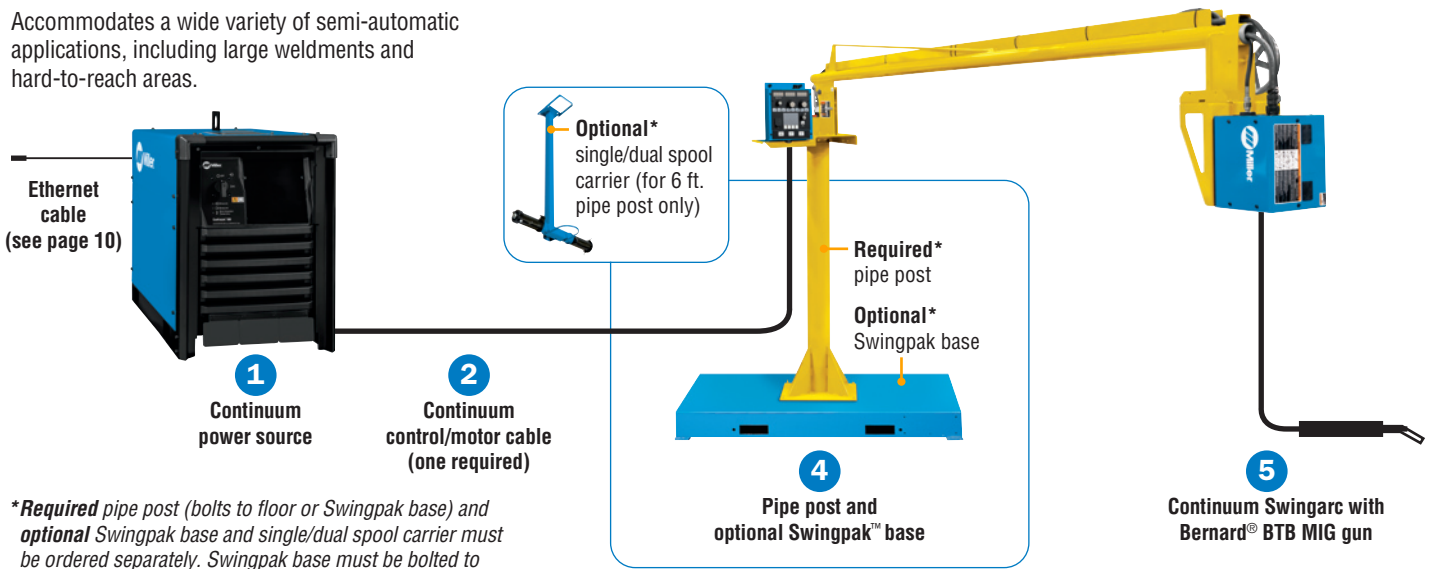 Accommodates a wide variety of semi-automatic
applications, including large weldments and
hard-to-reach areas.
Ethernet
cable
(see page 10)
Miller
Optional*
single/dual spool
carrier (for 6 ft.
pipe post only)
Required*
pipe post
Optional*
Swingpak base
Miller
1
Continuum
power source
2
Continuum
control/motor cable
(one required)
4
Pipe post and
optional Swingpak™ base
5
Continuum Swingarc with
Bernard® BTB MIG gun
*Required pipe post (bolts to floor or Swingpak base) and
optional Swingpak base and single/dual spool carrier must
be ordered separately. Swingpak base must be bolted to